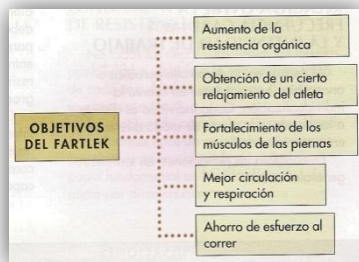 Aumento de la
resistencia orgánica
Obtención de un cierto
relajamiento del atleta
OBJETIVOS
DEL FARTLEK
Fortalecimiento de los
músculos de las piernas
Mejor circulación
y respiración
Ahorro de esfuerzo al
correr